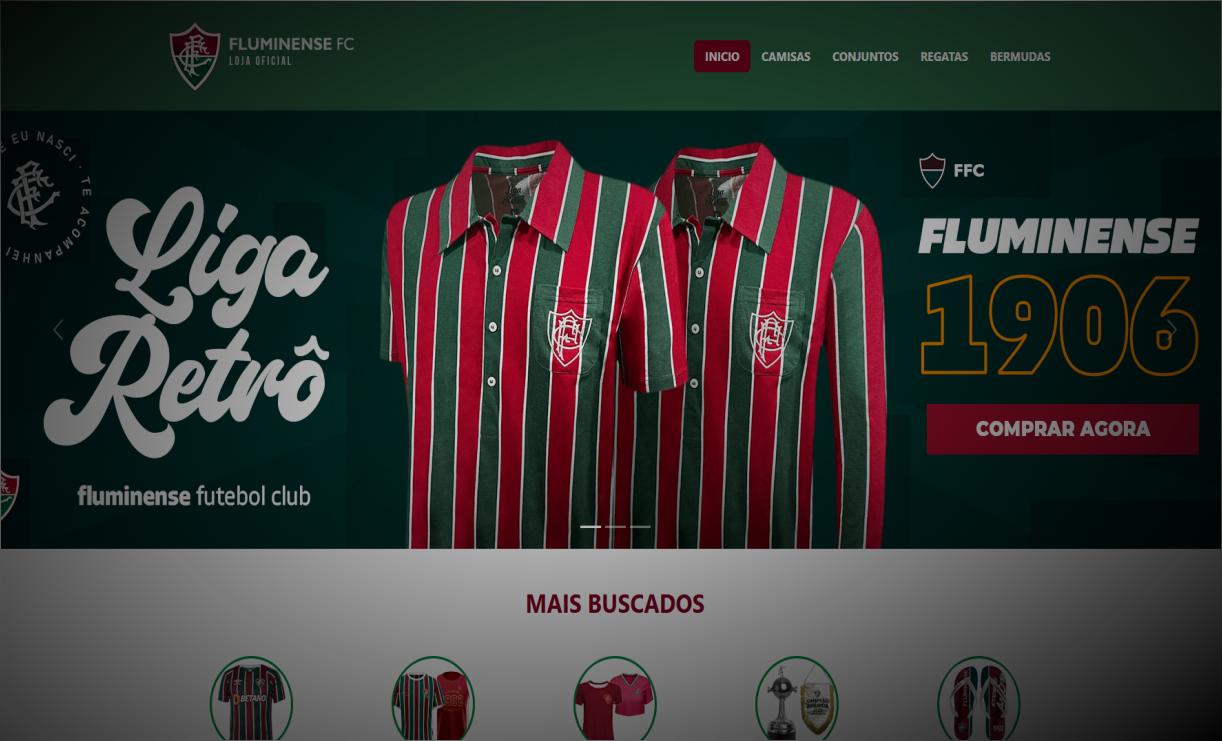 FLUMINENSE FC
LOJA OFICIAL
INICIO
CAMISAS
CONJUNTOS
REGATAS
BERMUDAS
E EU NASCI . TE ACOMPANHEI
Liga
Retrô
fluminense futebol club
FFC
FLUMINENSE
1906
COMPRAR AGORA
MAIS BUSCADOS
BETANO